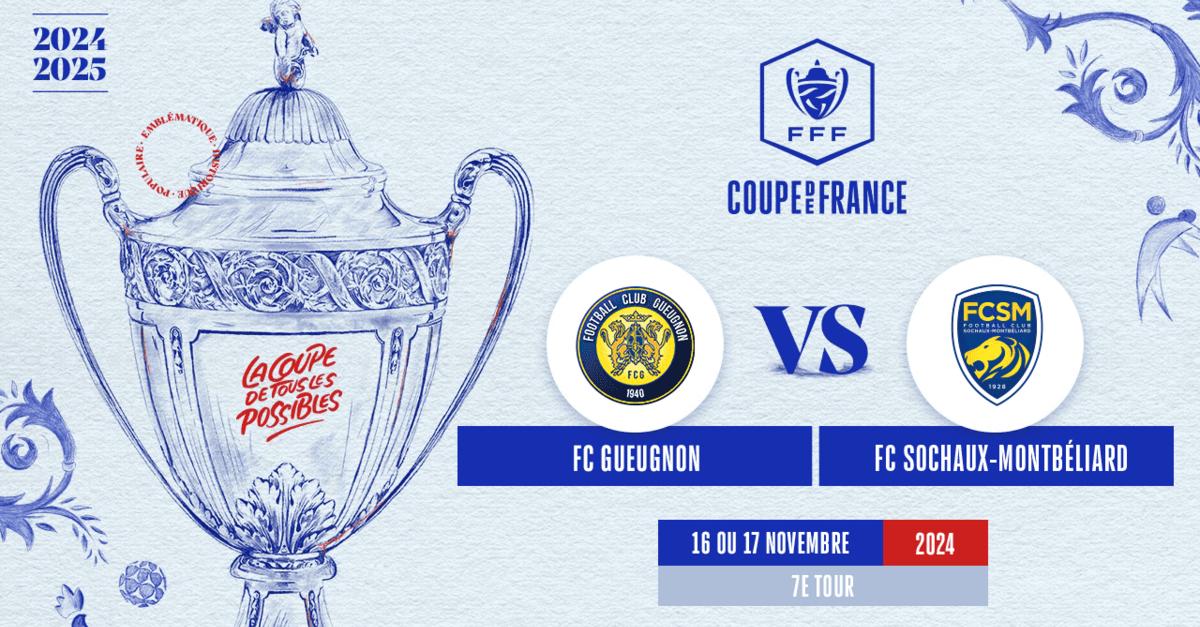 2024
2025
EMBLÉMATIQUE · HISTORIQUE · POPULAIRE ·
LA COUPE
DE TOUS LES
POSSIBLES
FFF
COUPE DE FRANCE
FOOTBALL CLUB GUEUGNON
FCG
1940
VS
FCSM
FOOTBALL CLUB
SOCHAUX-MONTBÉLIARD
1928
FC GUEUGNON
FC SOCHAUX-MONTBÉLIARD
16 OU 17 NOVEMBRE
2024
7E TOUR